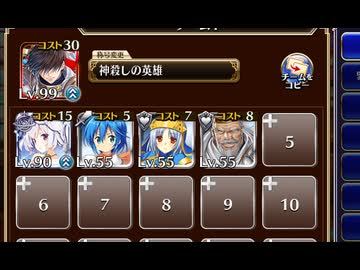 コスト30
称号変更
神殺しの英雄
チームを
コピー
Lv.99
コスト15
コスト 5
コスト 7
コスト 8
Lv.90
Lv.55
Lv.55
Lv.55
5
6
7
8
9
10